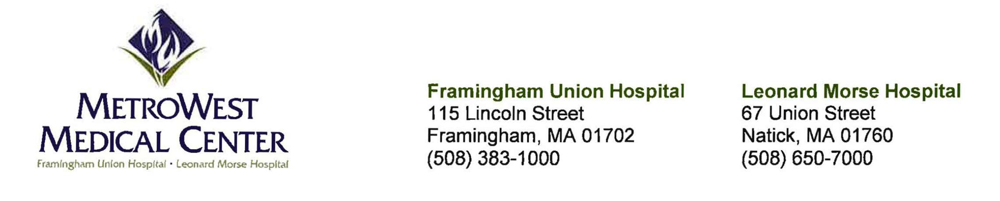 METROWEST
MEDICAL CENTER
Framingham Union Hospital • Leonard Morse Hospital
Framingham Union Hospital
115 Lincoln Street
Framingham, MA 01702
(508) 383-1000
Leonard Morse Hospital
67 Union Street
Natick, MA 01760
(508) 650-7000